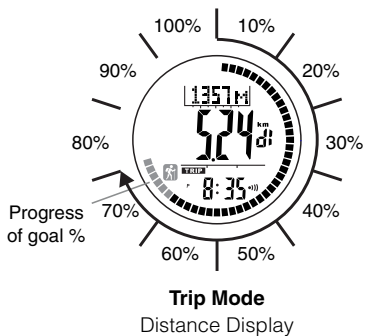 100% 10%
90% 20%
1357 M
80% 5.24 km di 30%
TRIP
P 8:35
Progress
of goal %
70% 40%
60% 50%
Trip Mode
Distance Display